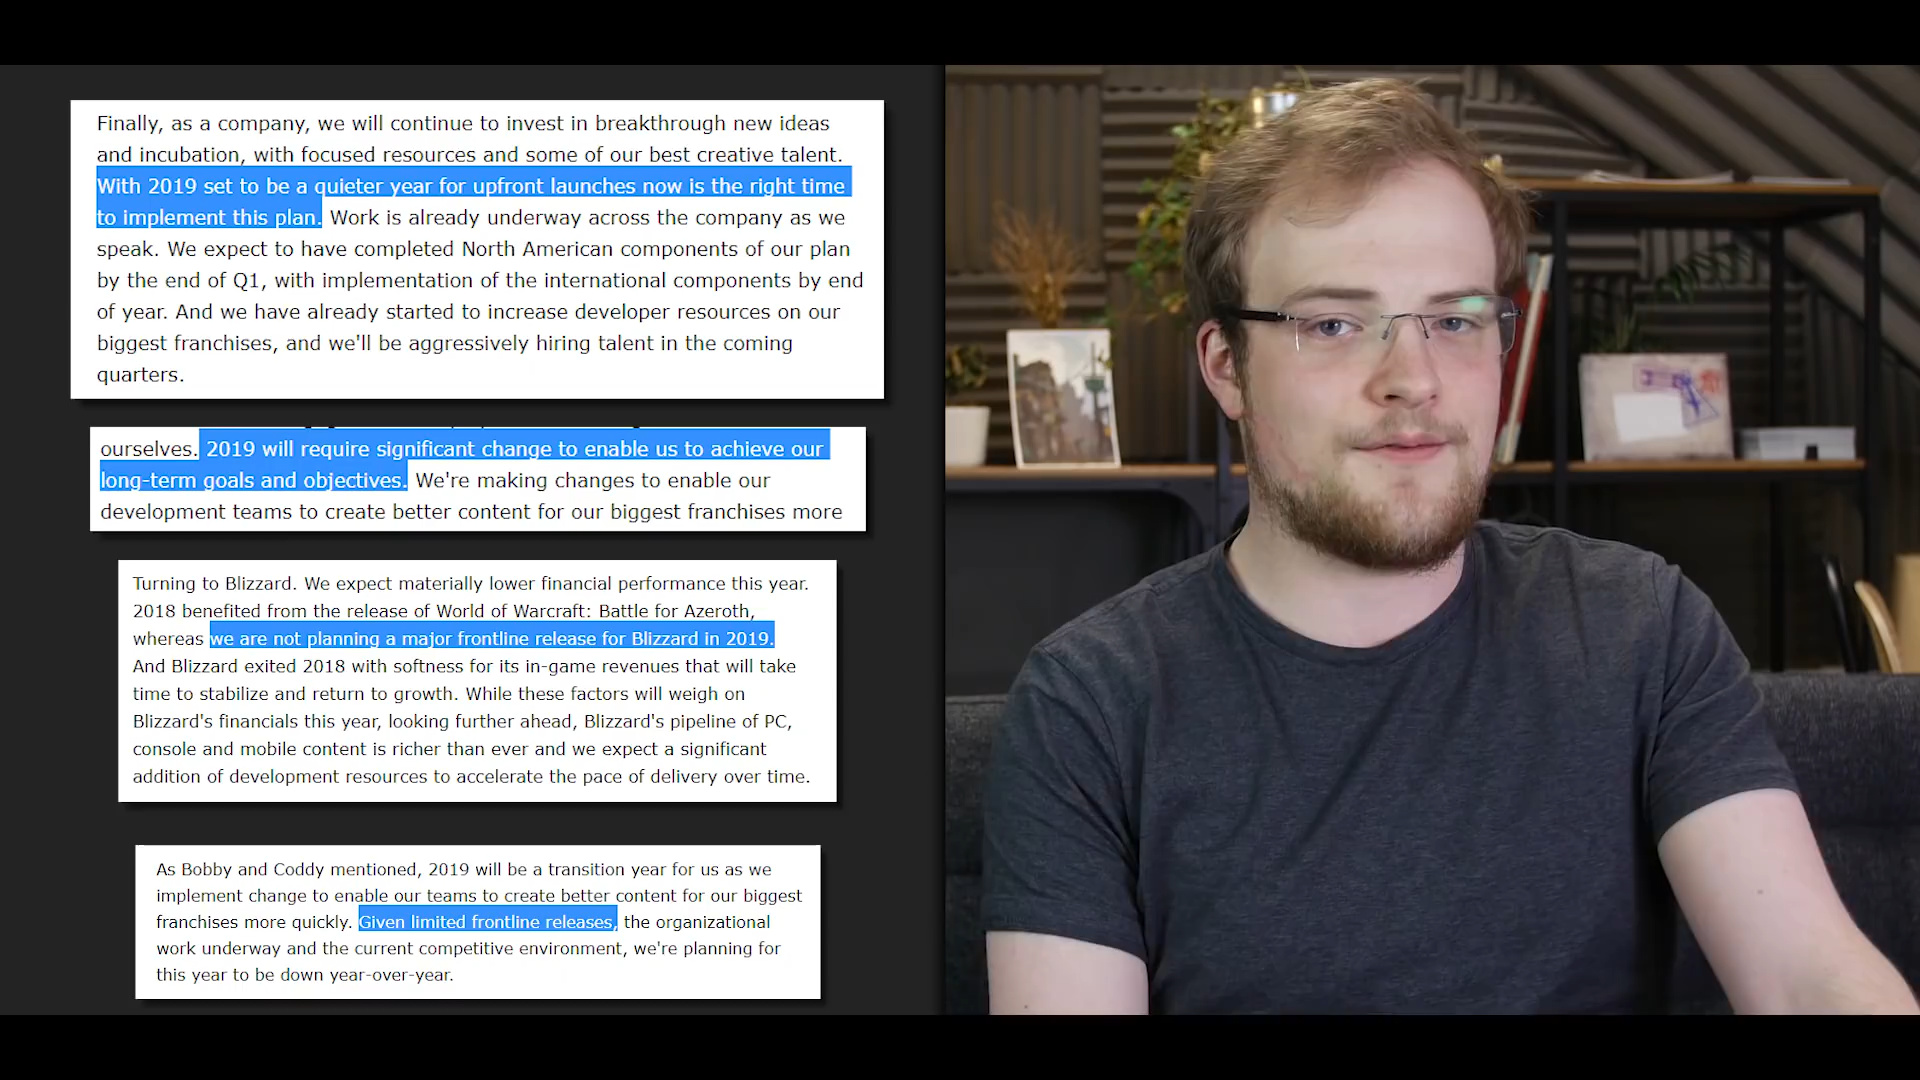 Finally, as a company, we will continue to invest in breakthrough new ideas
and incubation, with focused resources and some of our best creative talent.
With 2019 set to be a quieter year for upfront launches now is the right time
to implement this plan. Work is already underway across the company as we
speak. We expect to have completed North American components of our plan
by the end of Q1, with implementation of the international components by end
of year. And we have already started to increase developer resources on our
biggest franchises, and we'll be aggressively hiring talent in the coming
quarters.
ourselves. 2019 will require significant change to enable us to achieve our
long-term goals and objectives. We're making changes to enable our
development teams to create better content for our biggest franchises more
Turning to Blizzard. We expect materially lower financial performance this year.
2018 benefited from the release of World of Warcraft: Battle for Azeroth,
whereas we are not planning a major frontline release for Blizzard in 2019.
And Blizzard exited 2018 with softness for its in-game revenues that will take
time to stabilize and return to growth. While these factors will weigh on
Blizzard's financials this year, looking further ahead, Blizzard's pipeline of PC,
console and mobile content is richer than ever and we expect a significant
addition of development resources to accelerate the pace of delivery over time.
As Bobby and Coddy mentioned, 2019 will be a transition year for us as we
implement change to enable our teams to create better content for our biggest
franchises more quickly. Given limited frontline releases, the organizational
work underway and the current competitive environment, we're planning for
this year to be down year-over-year.